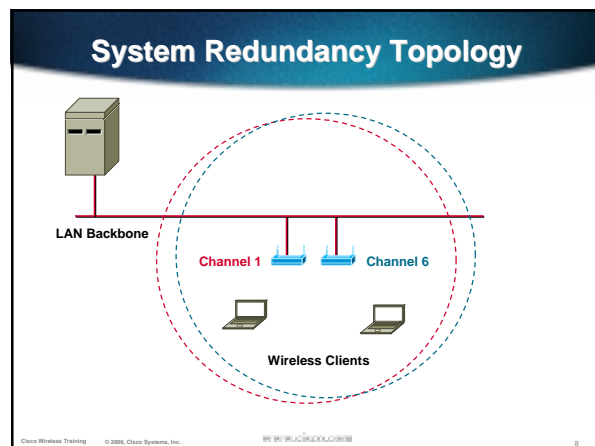 System Redundancy Topology
LAN Backbone
Channel 1
Channel 6
Wireless Clients
Cisco Wireless Training © 2000, Cisco Systems, Inc.
8